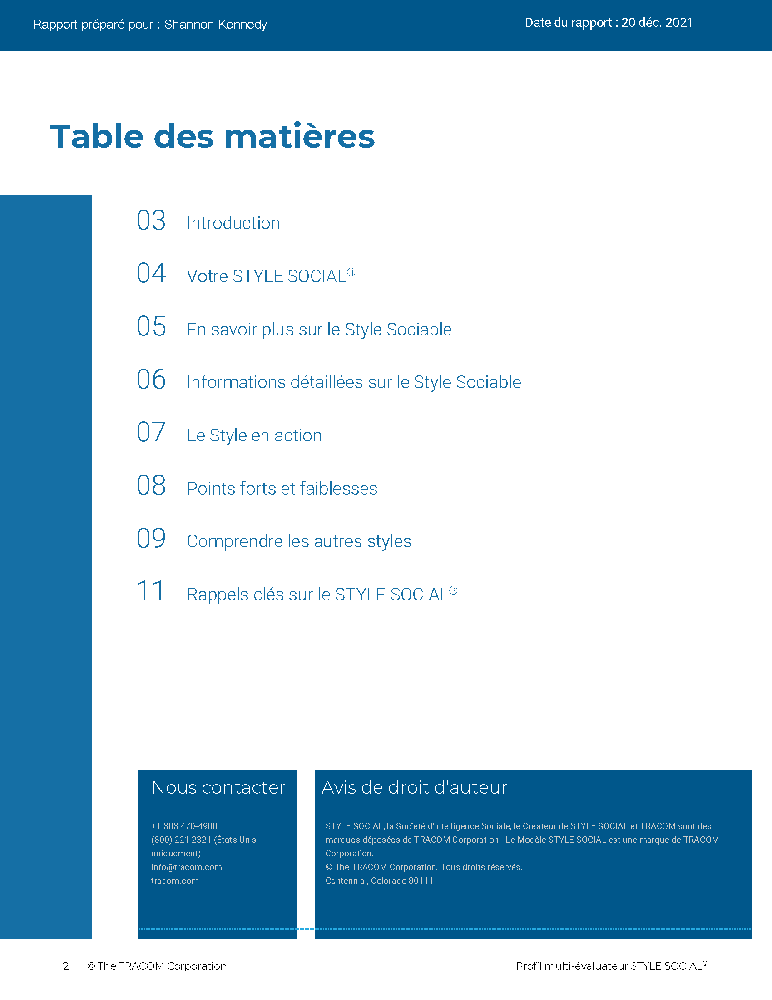 Rapport préparé pour : Shannon Kennedy
Date du rapport : 20 déc. 2021
Table des matières
03 Introduction
04 Votre STYLE SOCIAL®
05 En savoir plus sur le Style Sociable
06 Informations détaillées sur le Style Sociable
07 Le Style en action
08 Points forts et faiblesses
09 Comprendre les autres styles
11 Rappels clés sur le STYLE SOCIAL®
Nous contacter
+1 303 470-4900
(800) 221-2321 (États-Unis
uniquement)
info@tracom.com
tracom.com
Avis de droit d’auteur
STYLE SOCIAL, la Société d'Intelligence Sociale, le Créateur de STYLE SOCIAL et TRACOM sont des
marques déposées de TRACOM Corporation. Le Modèle STYLE SOCIAL est une marque de TRACOM
Corporation.
© The TRACOM Corporation. Tous droits réservés.
Centennial, Colorado 80111
2 © The TRACOM Corporation
Profil multi-évaluateur STYLE SOCIAL®